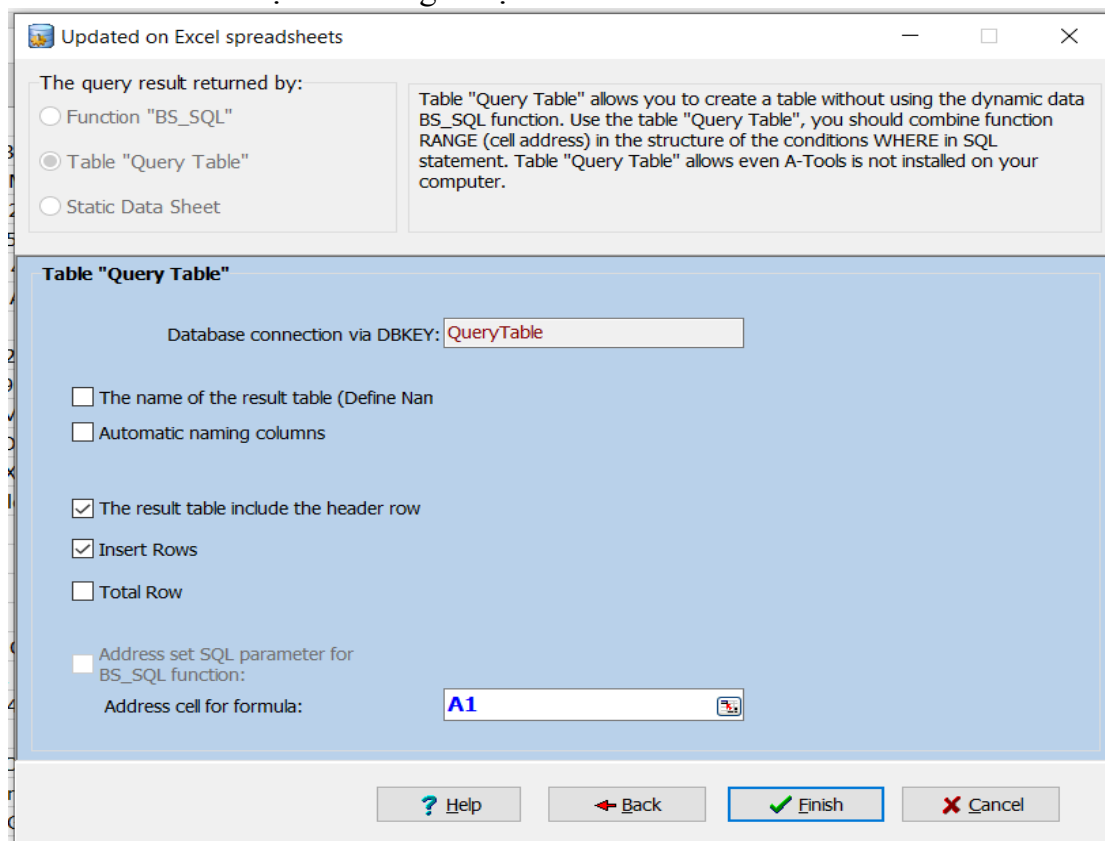 Updated on Excel spreadsheets
The query result returned by:
Function "BS_SQL"
Table "Query Table"
Static Data Sheet
Table "Query Table" allows you to create a table without using the dynamic data
BS_SQL function. Use the table "Query Table", you should combine function
RANGE (cell address) in the structure of the conditions WHERE in SQL
statement. Table "Query Table" allows even A-Tools is not installed on your
computer.
Table "Query Table"
Database connection via DBKEY: QueryTable
The name of the result table (Define Nan
Automatic naming columns
The result table include the header row
Insert Rows
Total Row
Address set SQL parameter for
BS_SQL function:
Address cell for formula: A1
? Help Back Finish Cancel